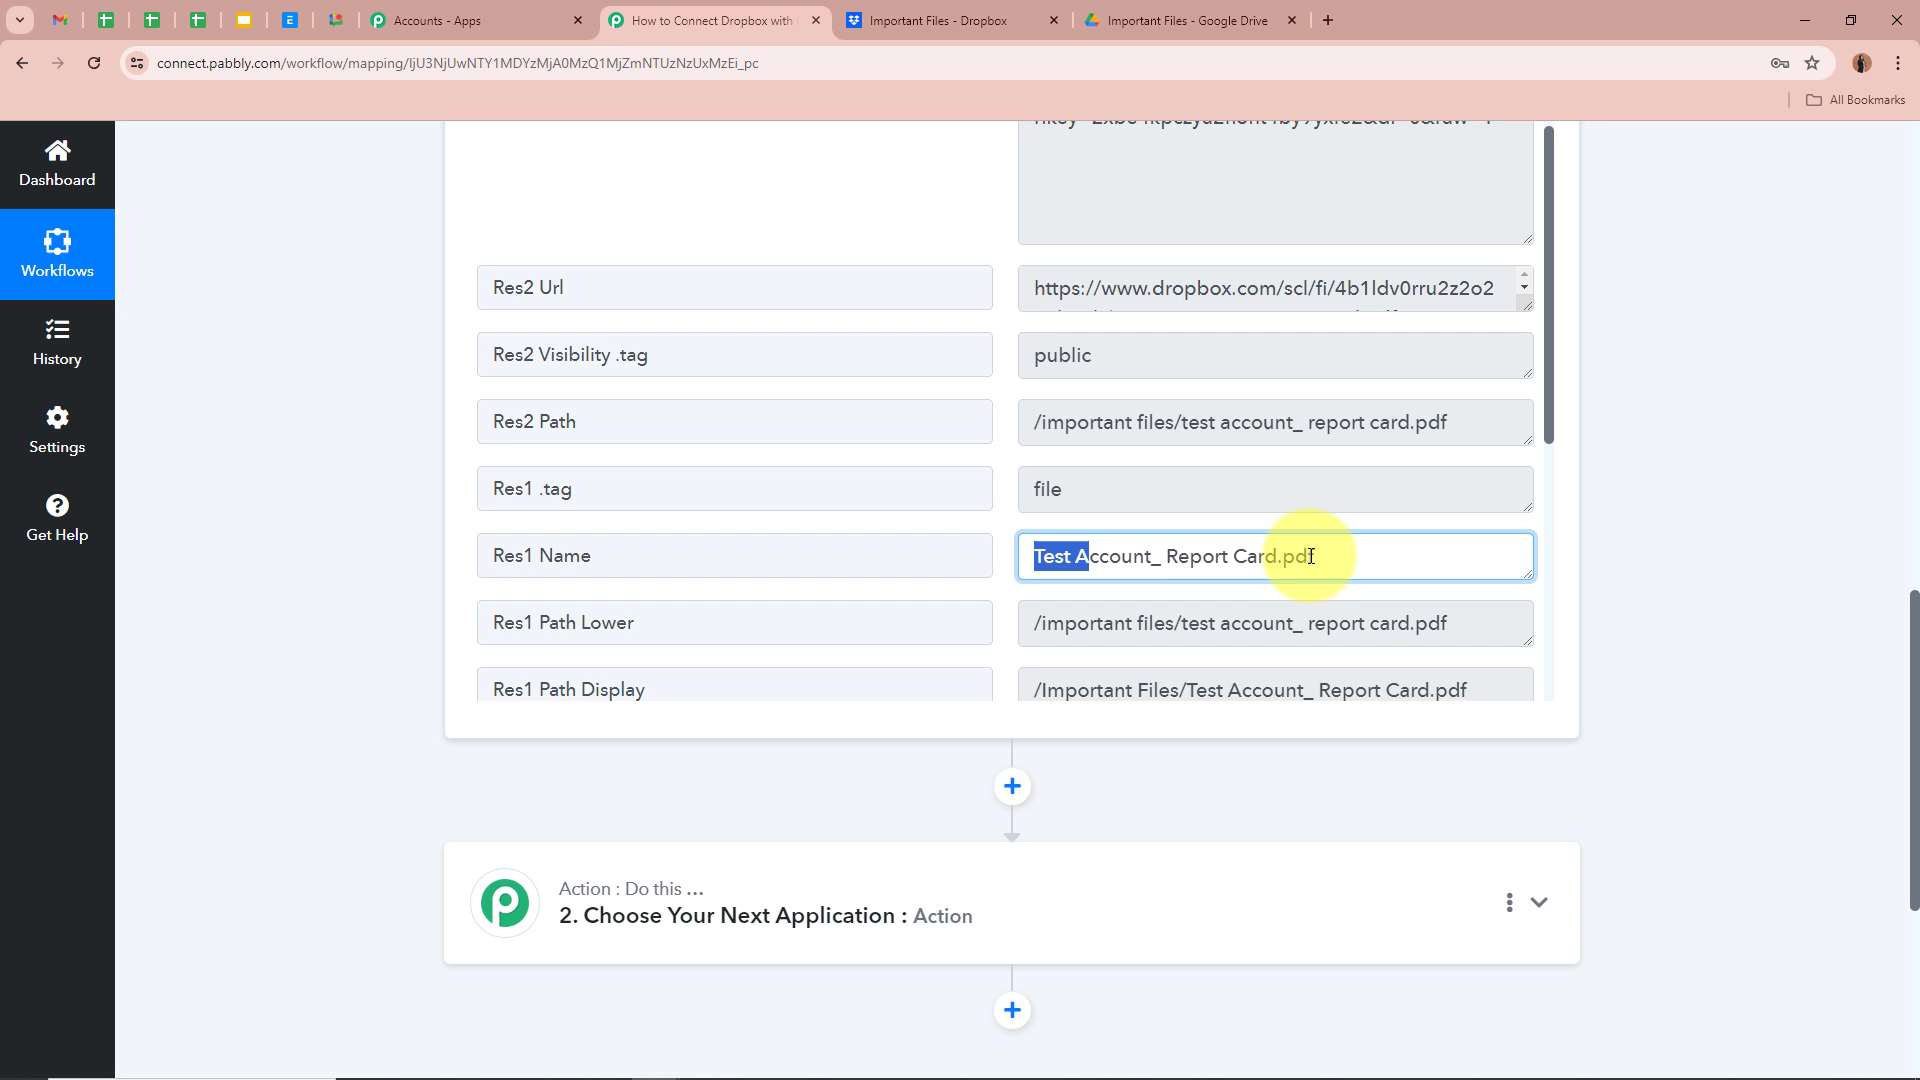 Accounts - Apps
How to Connect Dropbox with
Important Files - Dropbox
Important Files - Google Drive
connect.pabbly.com/workflow/mapping/IjU3NjUwNTY1MDYzMjA0MzQ1MjZmNTUzNzUxMzEi_pc
All Bookmarks
Dashboard
Workflows
History
Settings
Get Help
Res2 Url
https://www.dropbox.com/scl/fi/4b1ldv0rru2z2o2
Res2 Visibility .tag
public
Res2 Path
/important files/test account_ report card.pdf
Res1 .tag
file
Res1 Name
Test Account_ Report Card.pdf
Res1 Path Lower
/important files/test account_ report card.pdf
Res1 Path Display
/Important Files/Test Account_ Report Card.pdf
Action : Do this ...
2. Choose Your Next Application : Action